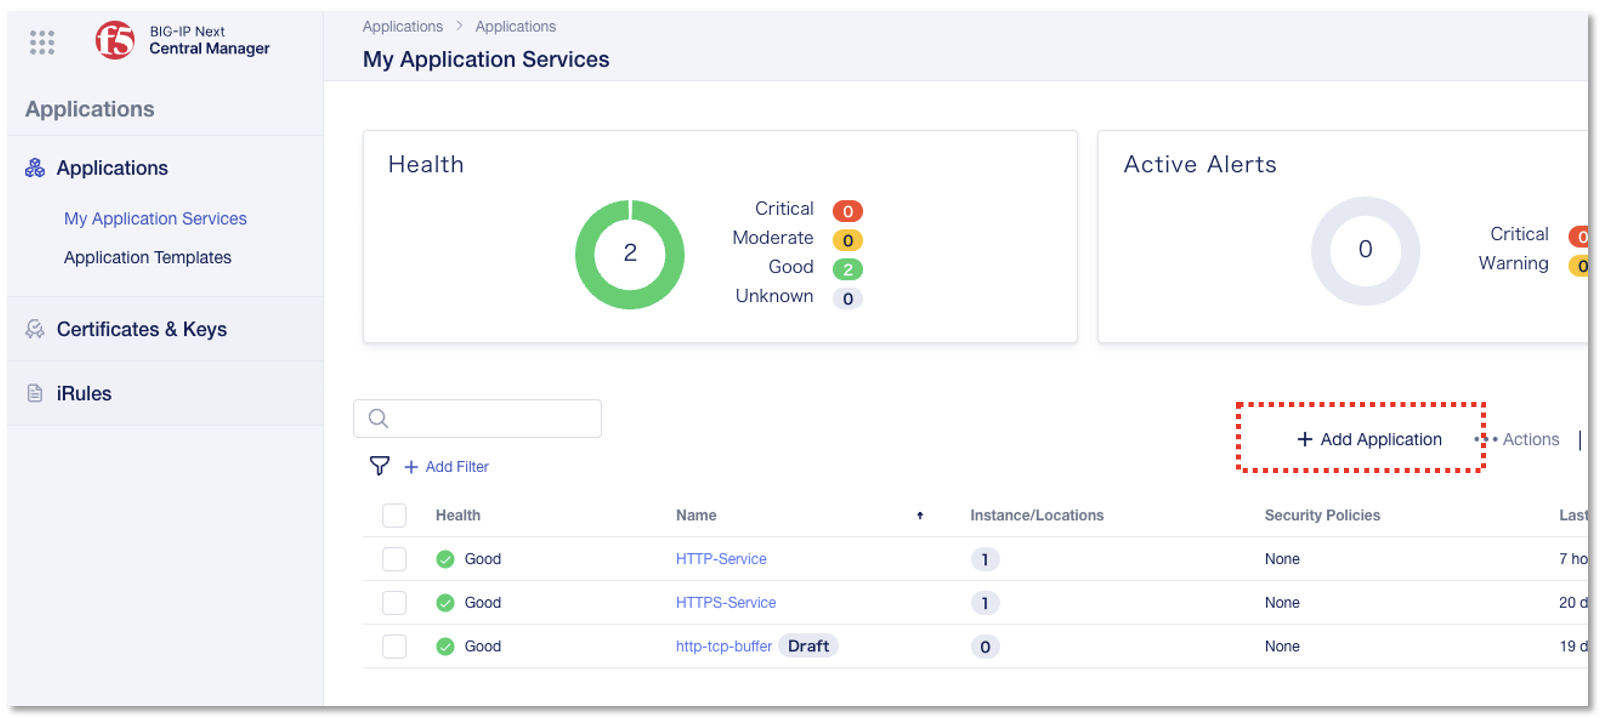 f5
BIG-IP Next
Central Manager
Applications
Applications
My Application Services
Application Templates
Certificates & Keys
iRules
Applications > Applications
My Application Services
Health
2
Critical 0
Moderate 0
Good 2
Unknown 0
Active Alerts
0
Critical 0
Warning 0
+ Add Application
••• Actions |
+ Add Filter
Health Name Instance/Locations Security Policies Last
Good HTTP-Service 1 None 7 ho
Good HTTPS-Service 1 None 20 d
Good http-tcp-buffer Draft 0 None 19 d